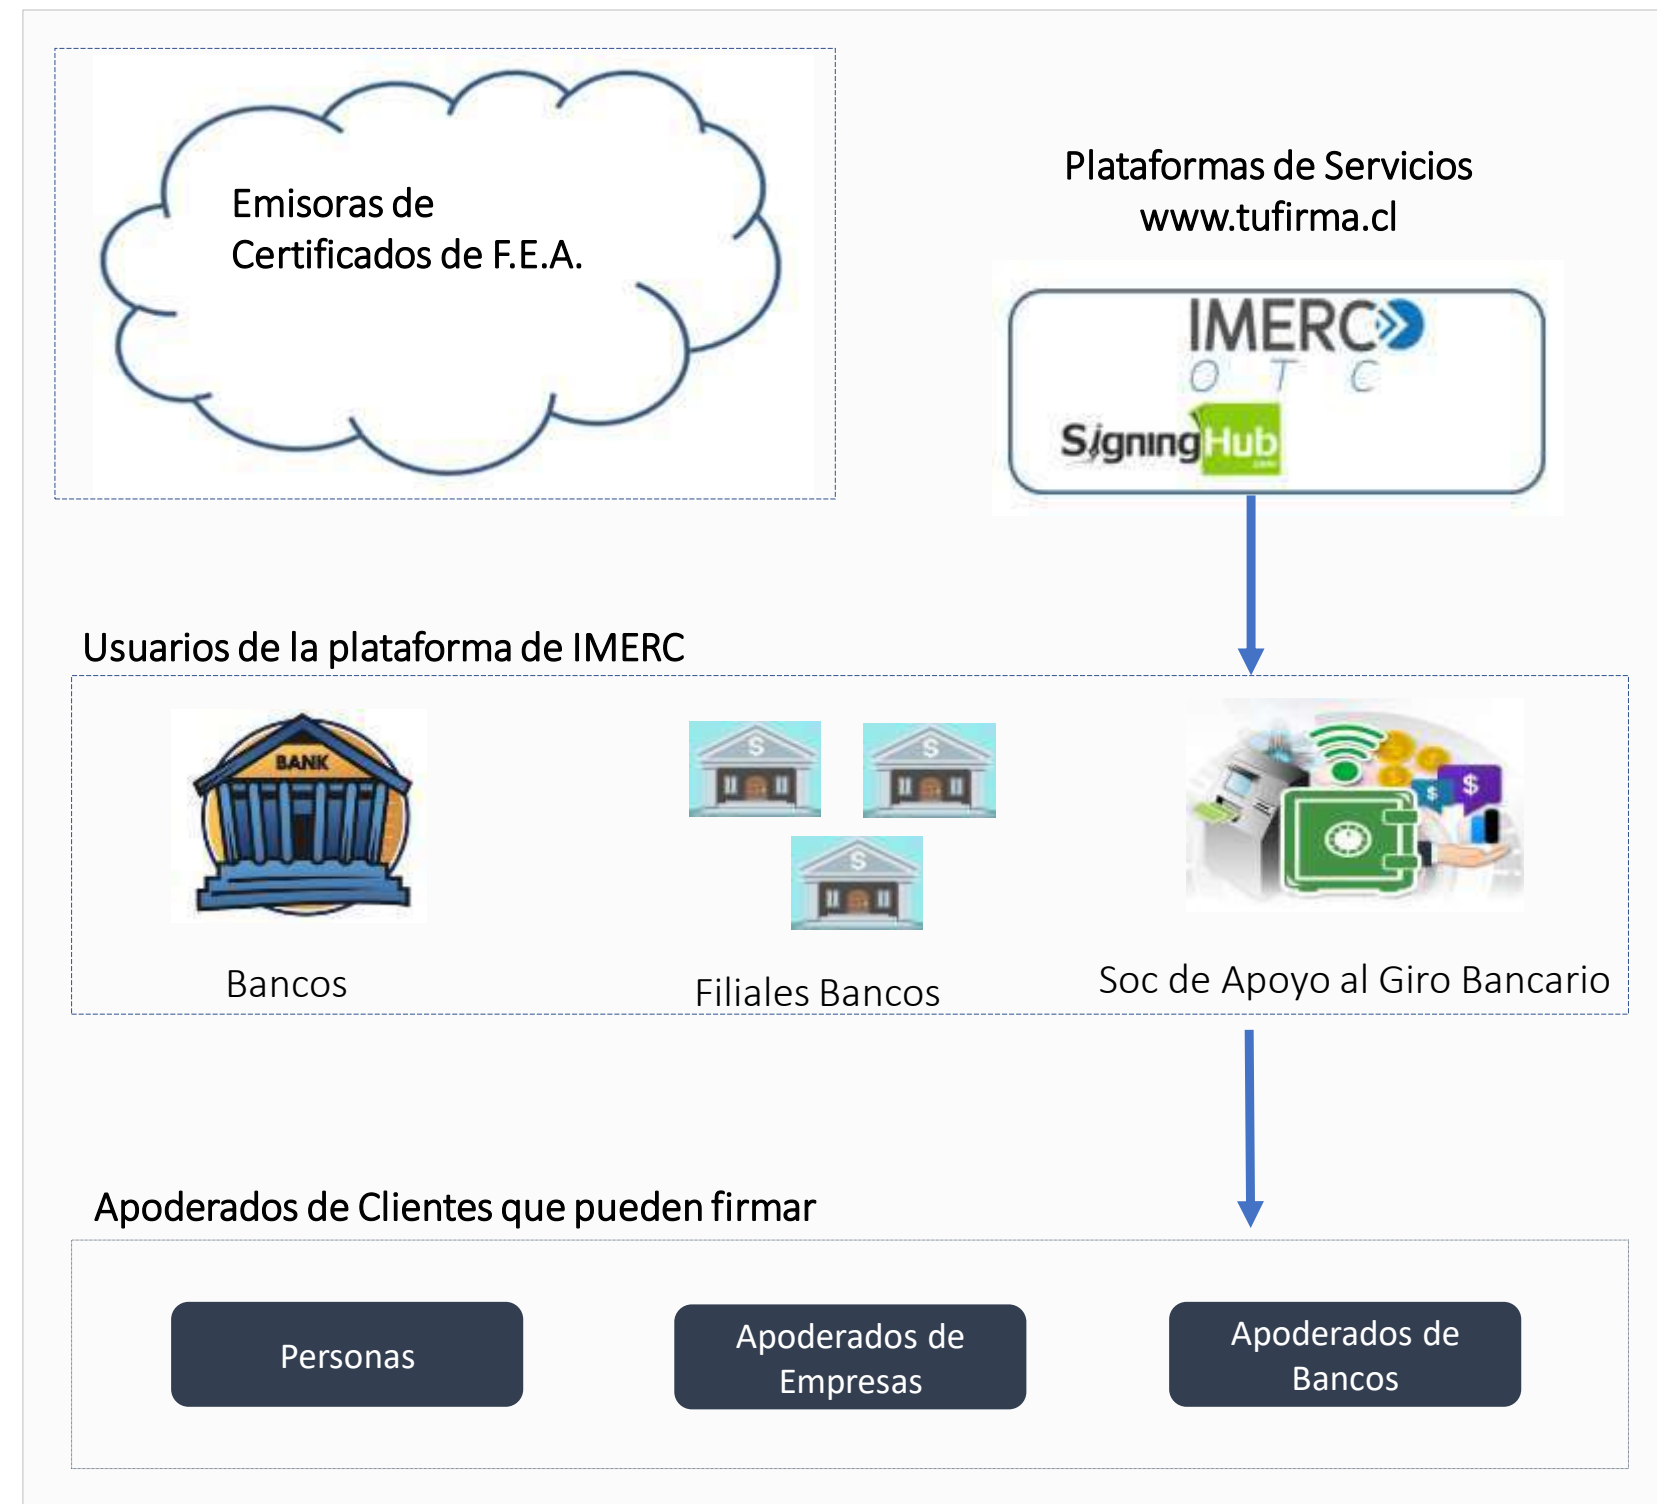 Emisoras de
Certificados de F.E.A.
Plataformas de Servicios
www.tufirma.cl
IMERC
OTC
SigningHub
.com
Usuarios de la plataforma de IMERC
BANK
S
S
S
$
$
Bancos
Filiales Bancos
Soc de Apoyo al Giro Bancario
Apoderados de Clientes que pueden firmar
Personas
Apoderados de
Empresas
Apoderados de
Bancos